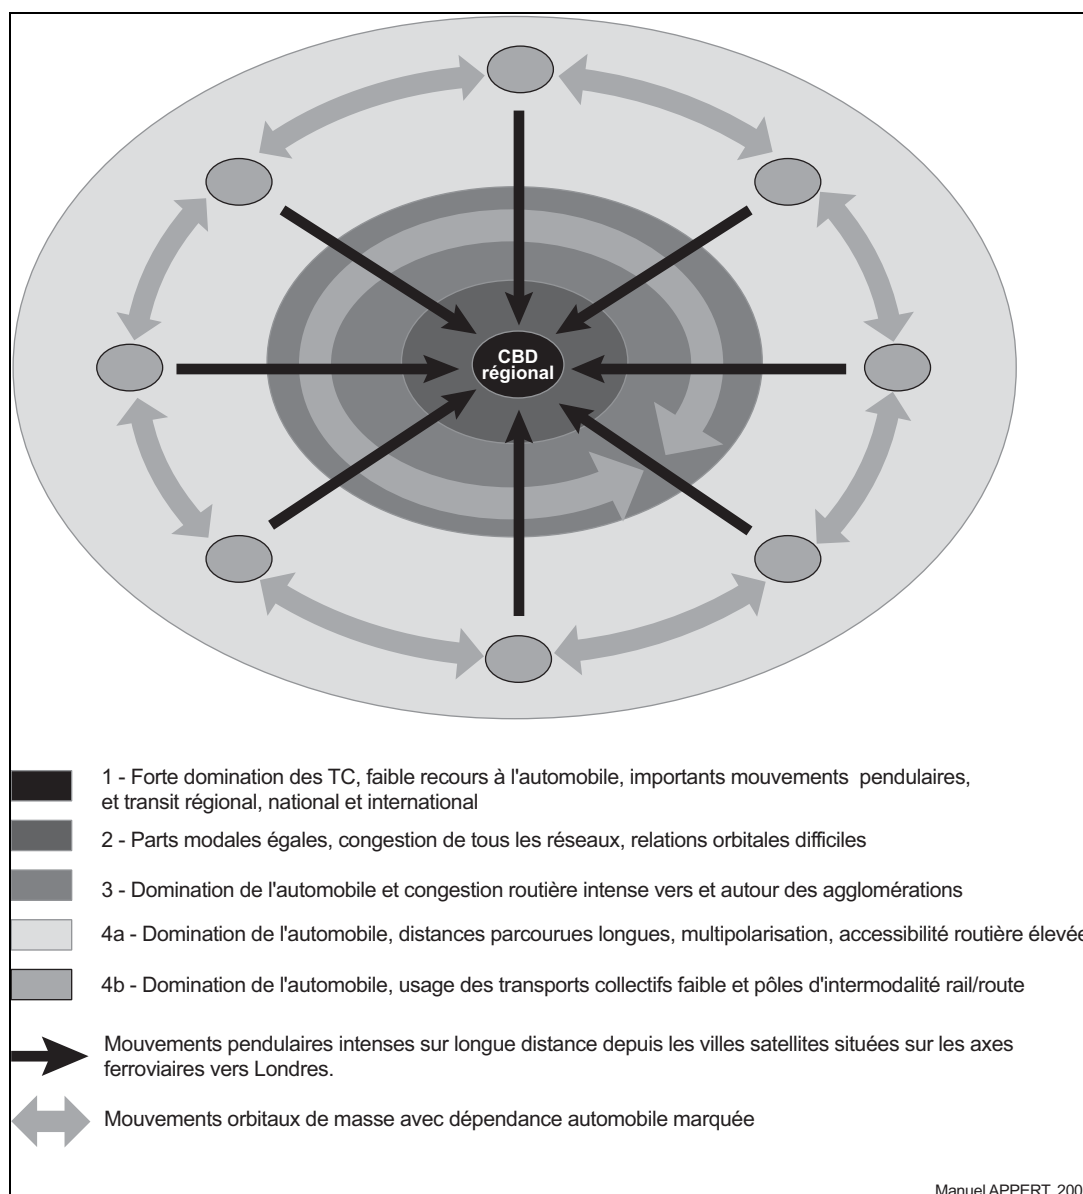 CBD
régional
1 - Forte domination des TC, faible recours à l'automobile, importants mouvements pendulaires,
et transit régional, national et international
2 - Parts modales égales, congestion de tous les réseaux, relations orbitales difficiles
3 - Domination de l'automobile et congestion routière intense vers et autour des agglomérations
4a - Domination de l'automobile, distances parcourues longues, multipolarisation, accessibilité routière élevée
4b - Domination de l'automobile, usage des transports collectifs faible et pôles d'intermodalité rail/route
Mouvements pendulaires intenses sur longue distance depuis les villes satellites situées sur les axes
ferroviaires vers Londres.
Mouvements orbitaux de masse avec dépendance automobile marquée
Manuel APPERT, 200